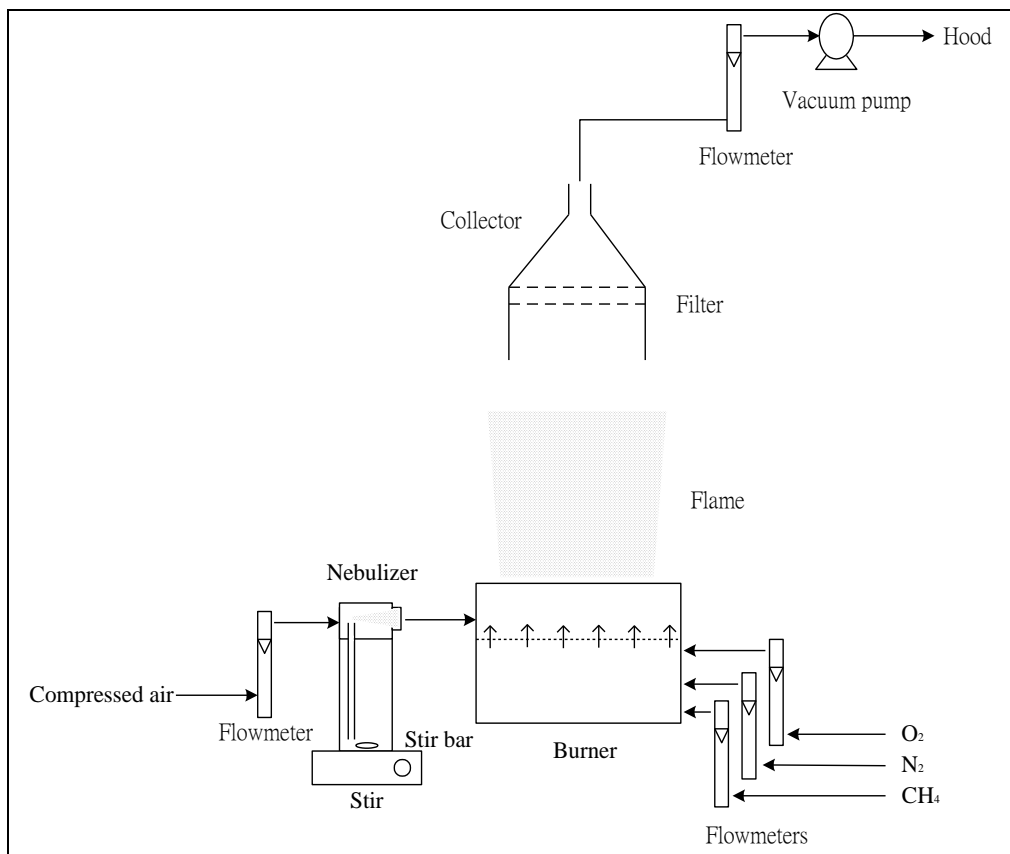 Hood
Vacuum pump
Flowmeter
Collector
Filter
Flame
Nebulizer
Compressed air
Flowmeter
Stir bar
Stir
Burner
O₂
N₂
CH₄
Flowmeters